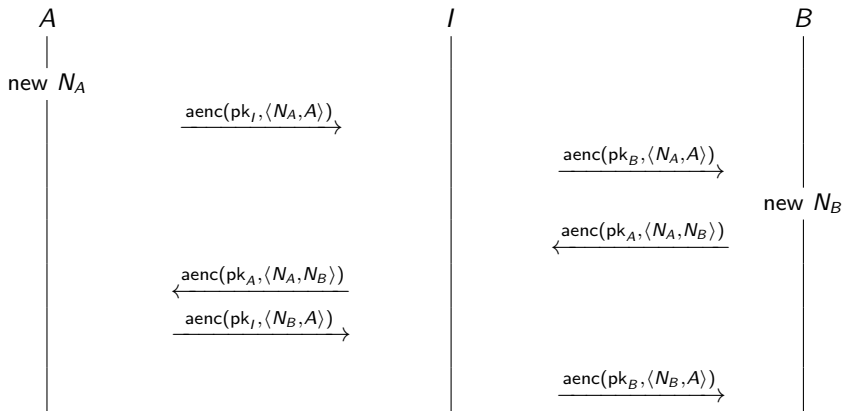 A I B
new N_A
aenc(pk_I,⟨N_A,A⟩)
aenc(pk_B,⟨N_A,A⟩)
new N_B
aenc(pk_A,⟨N_A,N_B⟩)
aenc(pk_A,⟨N_A,N_B⟩)
aenc(pk_I,⟨N_B,A⟩)
aenc(pk_B,⟨N_B,A⟩)